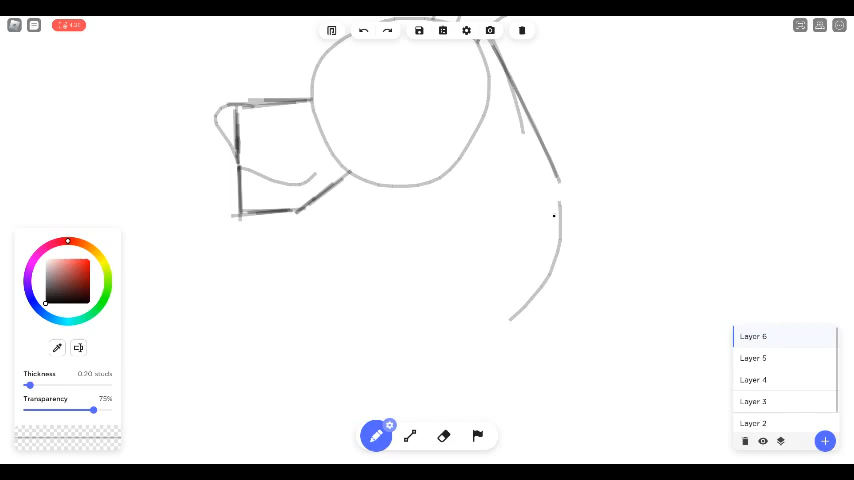 Layer 6
Layer 5
Layer 4
Layer 3
Layer 2
Thickness 0.20 studs
Transparency 75%